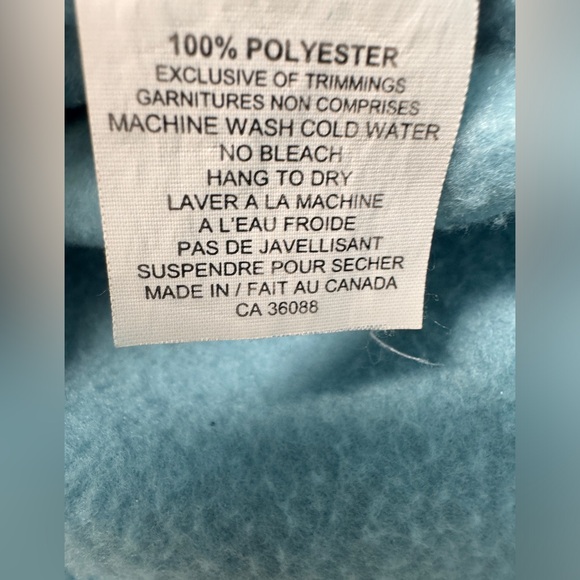 100% POLYESTER
EXCLUSIVE OF TRIMMINGS
GARNITURES NON COMPRISES
MACHINE WASH COLD WATER
NO BLEACH
HANG TO DRY
LAVER A LA MACHINE
A L'EAU FROIDE
PAS DE JAVELLISANT
SUSPENDRE POUR SECHER
MADE IN / FAIT AU CANADA
CA 36088